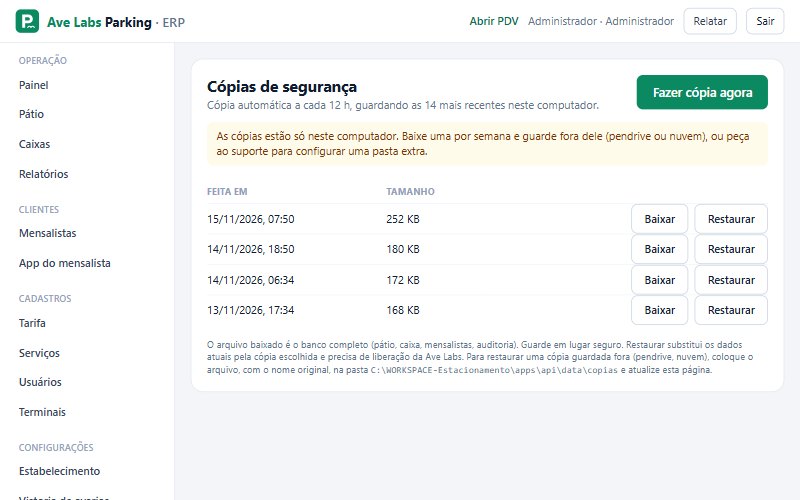 Ave Labs Parking · ERP
Abrir PDV
Administrador · Administrador
Relatar
Sair
OPERAÇÃO
Painel
Pátio
Caixas
Relatórios
CLIENTES
Mensalistas
App do mensalista
CADASTROS
Tarifa
Serviços
Usuários
Terminais
CONFIGURAÇÕES
Estabelecimento
Cópias de segurança
Cópia automática a cada 12 h, guardando as 14 mais recentes neste computador.
Fazer cópia agora
As cópias estão só neste computador. Baixe uma por semana e guarde fora dele (pendrive ou nuvem), ou peça
ao suporte para configurar uma pasta extra.
FEITA EM TAMANHO
15/11/2026, 07:50 252 KB Baixar Restaurar
14/11/2026, 18:50 180 KB Baixar Restaurar
14/11/2026, 06:34 172 KB Baixar Restaurar
13/11/2026, 17:34 168 KB Baixar Restaurar
O arquivo baixado é o banco completo (pátio, caixa, mensalistas, auditoria). Guarde em lugar seguro. Restaurar substitui os dados
atuais pela cópia escolhida e precisa de liberação da Ave Labs. Para restaurar uma cópia guardada fora (pendrive, nuvem), coloque o
arquivo, com o nome original, na pasta C:\WORKSPACE-Estacionamento\apps\api\data\copias e atualize esta página.